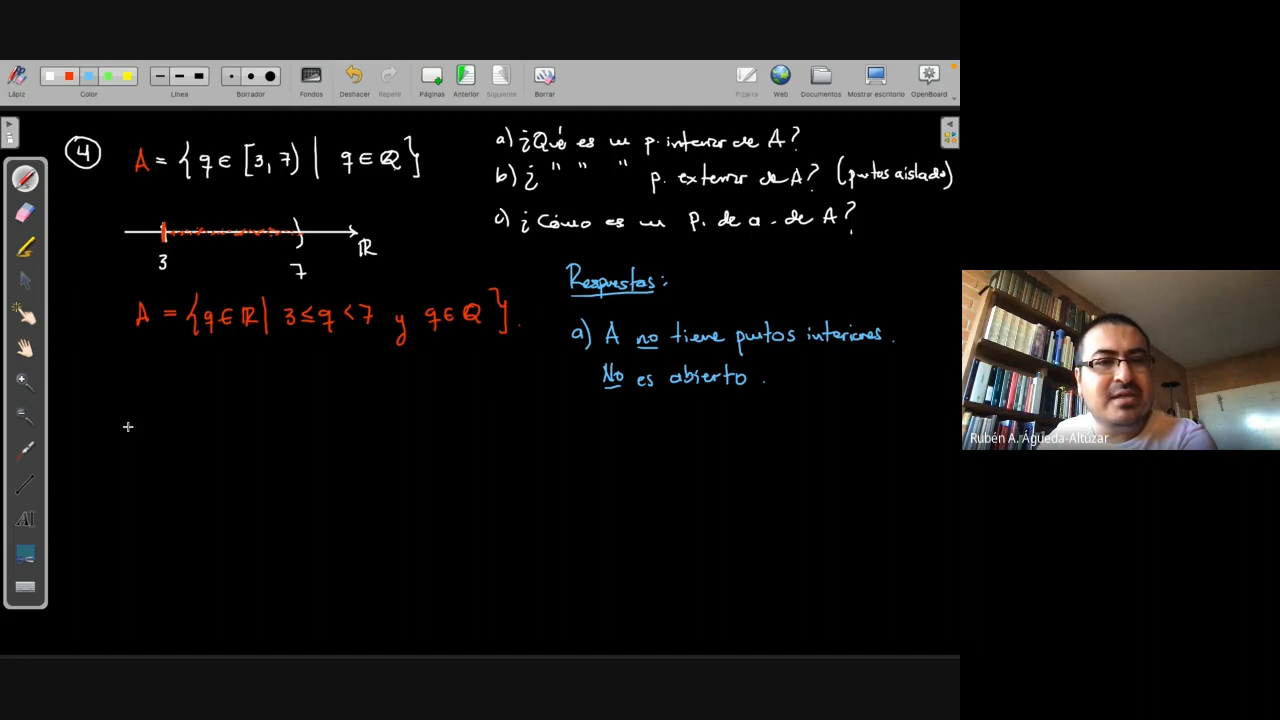 Lápiz Color Línea Borrador Fondos Deshacer Repetir Páginas Anterior Siguiente Borrar Pizarra Web Documentos Mostrar escritorio OpenBoard
4 A = { q ∈ [3, 7) | q ∈ ℚ }
3 7 ℝ
A = { q ∈ ℝ | 3 ≤ q < 7 y q ∈ ℚ }.
a) ¿Qué es un p. interior de A?
b) ¿ " " " p. exterior de A? (puntos aislado)
c) ¿Cómo es un p. de a. de A?
Respuestas:
a) A no tiene puntos interiores.
No es abierto.
Rubén A. Águeda-Altúzar